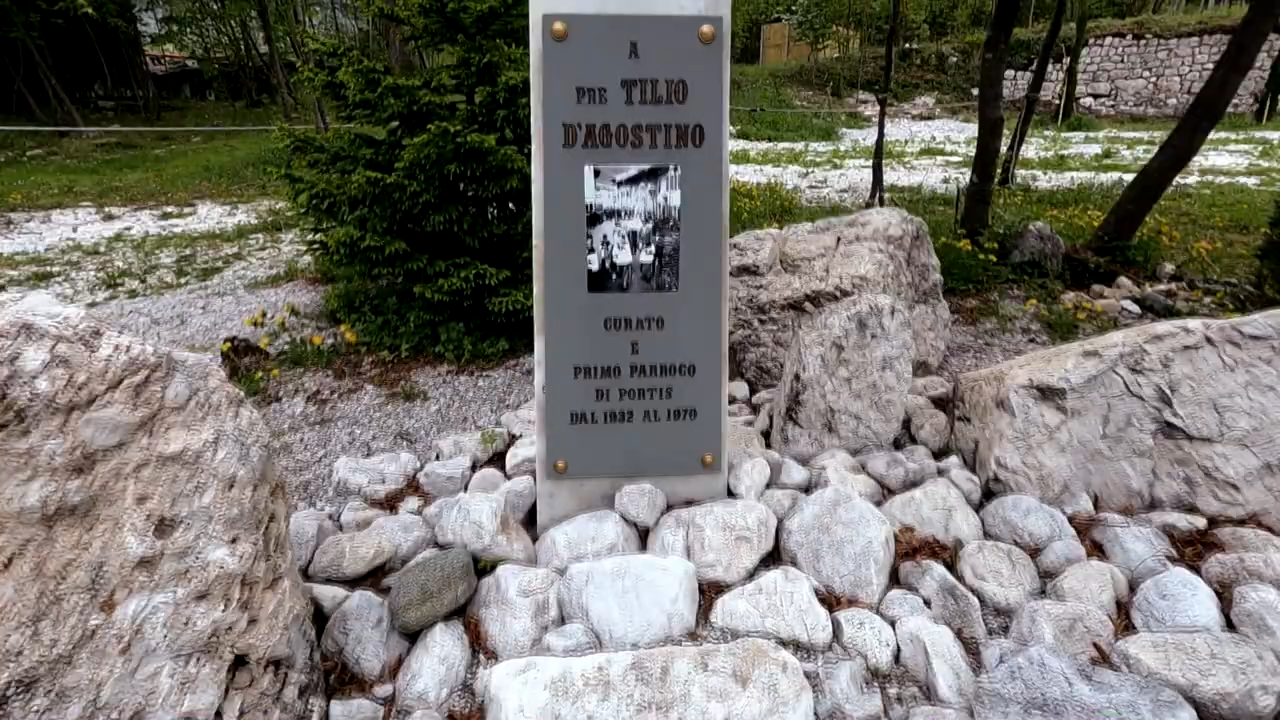 A
PRE TILIO
D'AGOSTINO
CURATO
E
PRIMO PARROCO
DI PORTIS
DAL 1932 AL 1970